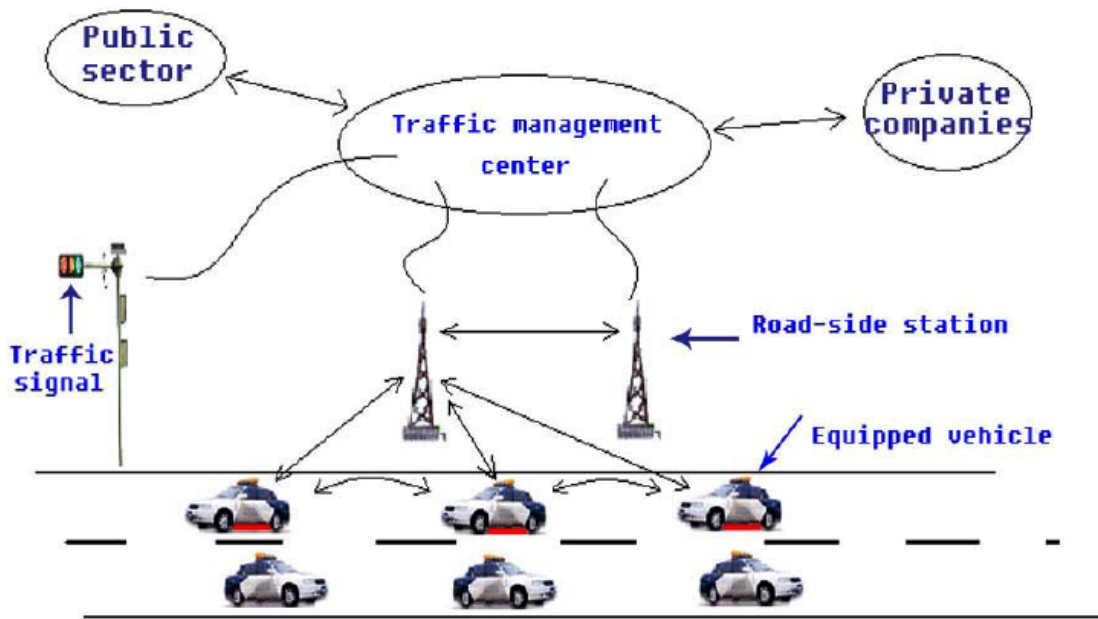 Public
sector
Traffic management
center
Private
companies
Traffic
signal
Road-side station
Equipped vehicle